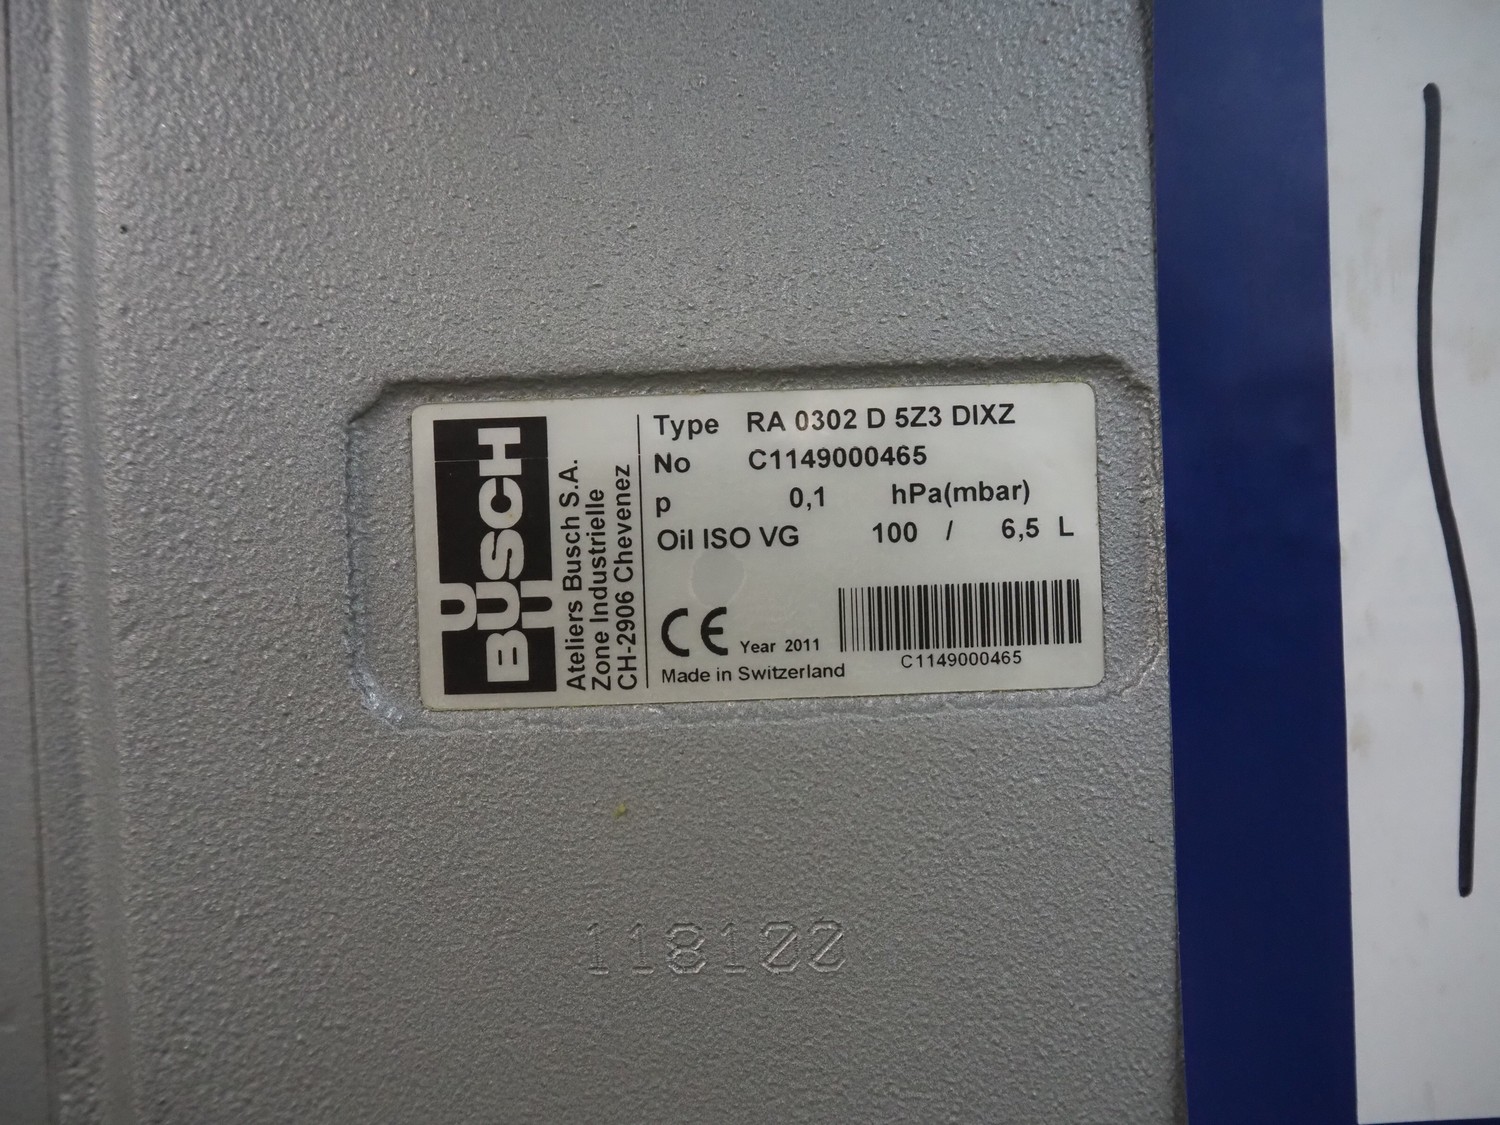 BUSCH
Ateliers Busch S.A.
Zone Industrielle
CH-2906 Chevenez
Type RA 0302 D 5Z3 DIXZ
No C1149000465
p 0,1 hPa(mbar)
Oil ISO VG 100 / 6,5 L
CE Year 2011
C1149000465
Made in Switzerland
118100